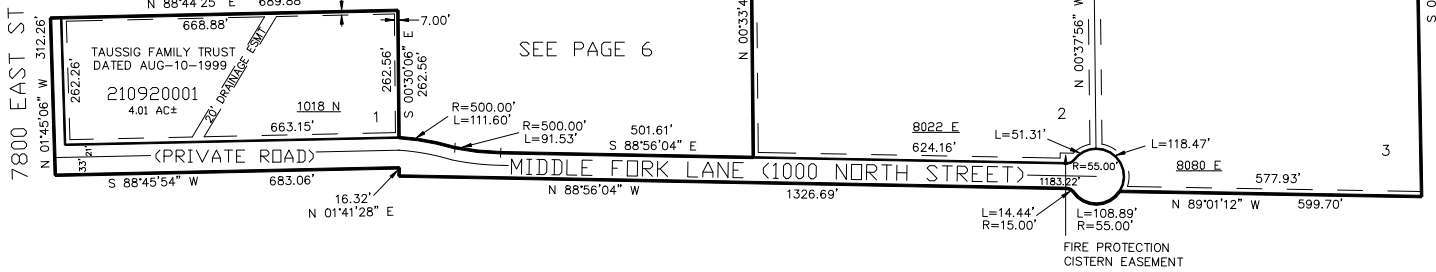 N 88°44'25" E 689.88'
668.88'
7.00'
7800 EAST ST
N 01°45'06" W 312.26'
262.26'
TAUSSIG FAMILY TRUST
DATED AUG-10-1999
210920001
4.01 AC±
20' DRAINAGE ESMT
1018 N
663.15'
1
262.56'
S 00°30'06" E
262.56'
SEE PAGE 6
R=500.00'
L=111.60'
R=500.00'
L=91.53'
501.61'
S 88°56'04" E
N 00°33'4
8022 E
624.16'
2
N 00°37'56" W
L=51.31'
L=118.47'
R=55.00'
8080 E
3
577.93'
S 0
33'
21'
(PRIVATE ROAD)
MIDDLE FORK LANE (1000 NORTH STREET)
1183.22'
S 88°45'54" W 683.06'
16.32'
N 01°41'28" E
N 88°56'04" W 1326.69'
N 89°01'12" W 599.70'
L=14.44'
R=15.00'
L=108.89'
R=55.00'
FIRE PROTECTION
CISTERN EASEMENT